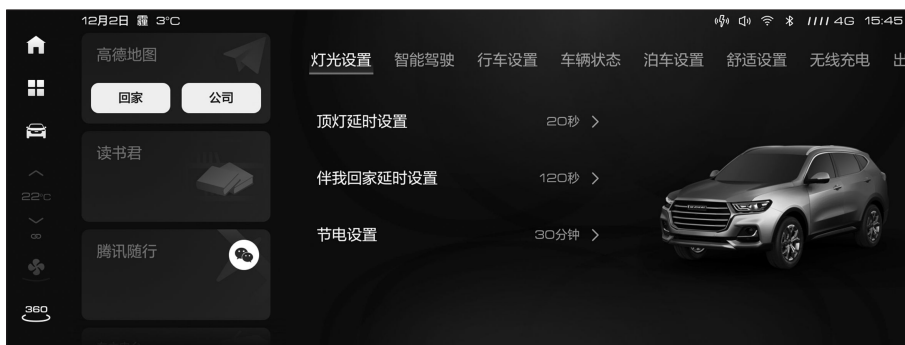 12月2日 霾 3°C
4G 15:45
高德地图
回家 公司
读书君
22°C
腾讯随行
360
灯光设置 智能驾驶 行车设置 车辆状态 泊车设置 舒适设置 无线充电 出
顶灯延时设置 20秒
伴我回家延时设置 120秒
节电设置 30分钟